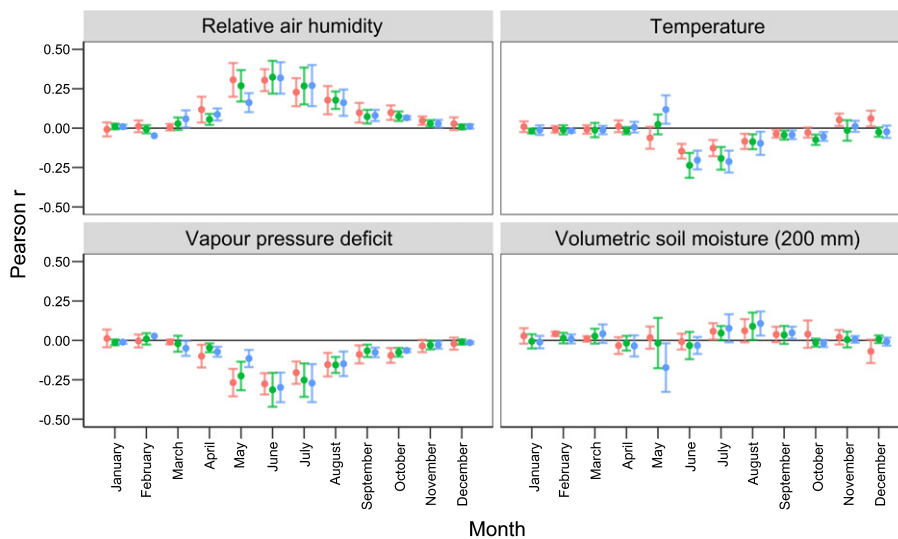 Relative air humidity
Temperature
0.50
0.25
0.00
-0.25
-0.50
Vapour pressure deficit
Volumetric soil moisture (200 mm)
0.50
0.25
0.00
-0.25
-0.50
Pearson r
January
February
March
April
May
June
July
August
September
October
November
December
January
February
March
April
May
June
July
August
September
October
November
December
Month